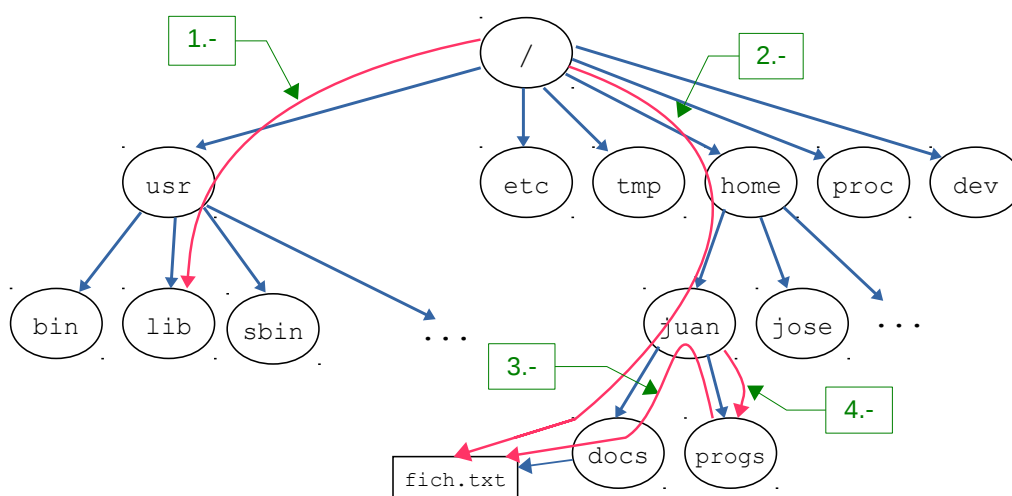 1.-
/
2.-
usr
etc
tmp
home
proc
dev
bin
lib
sbin
...
juan
jose
...
3.-
4.-
docs
progs
fich.txt